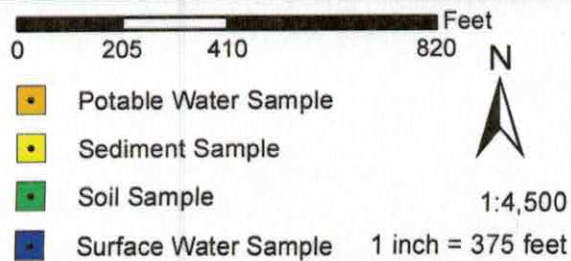 Feet
0 205 410 820
N
Potable Water Sample
Sediment Sample
Soil Sample
1:4,500
Surface Water Sample 1 inch = 375 feet